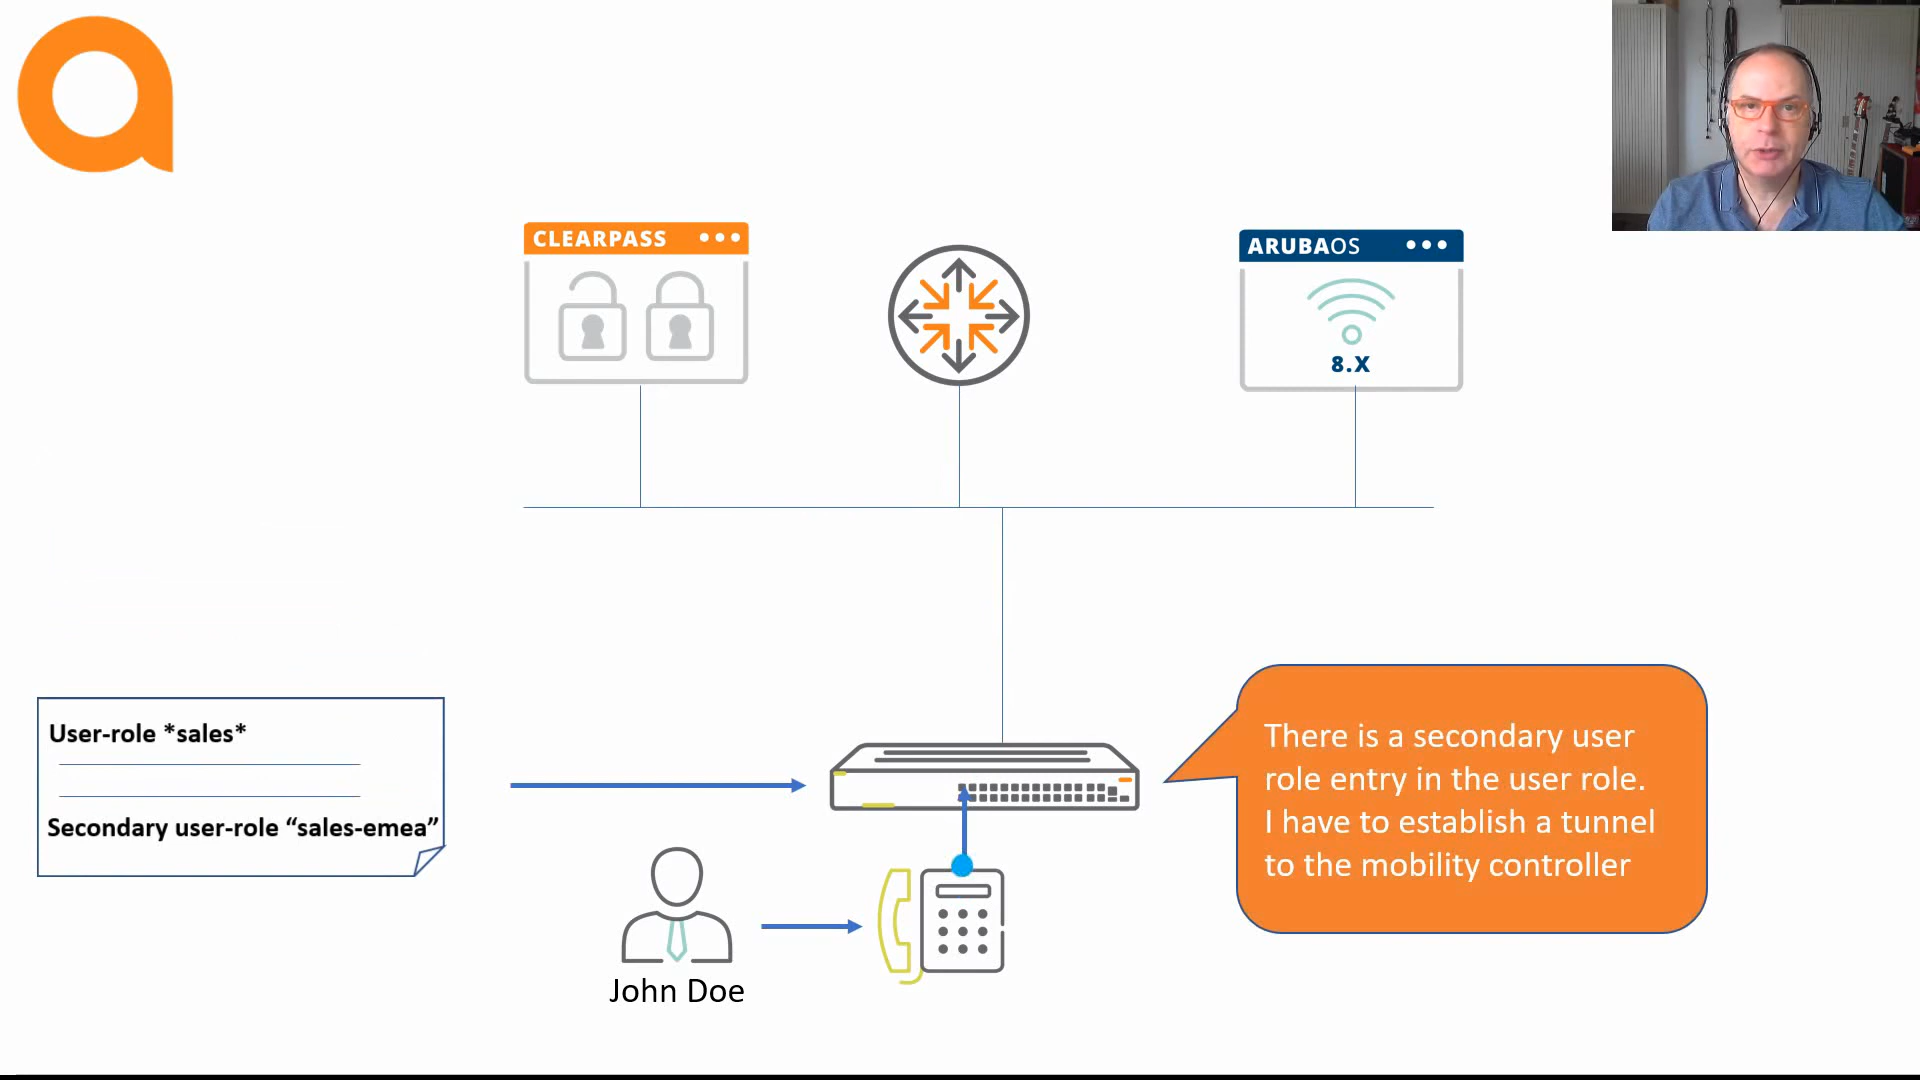 CLEARPASS
ARUBAOS
8.X
User-role *sales*
Secondary user-role “sales-emea”
There is a secondary user
role entry in the user role.
I have to establish a tunnel
to the mobility controller
John Doe